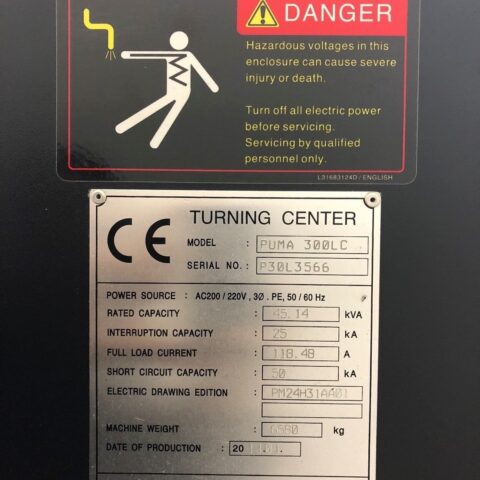 DANGER
Hazardous voltages in this
enclosure can cause severe
injury or death.
Turn off all electric power
before servicing.
Servicing by qualified
personnel only.
L31683124D / ENGLISH
CE
TURNING CENTER
MODEL : PUMA 300LC
SERIAL NO. : P30L3566
POWER SOURCE : AC200 / 220V , 3Ø . PE, 50 / 60 Hz
RATED CAPACITY : 45.14 kVA
INTERRUPTION CAPACITY : 25 kA
FULL LOAD CURRENT : 118.48 A
SHORT CIRCUIT CAPACITY : 50 kA
ELECTRIC DRAWING EDITION : PM24H31AA01
MACHINE WEIGHT : 6580 kg
DATE OF PRODUCTION : 20